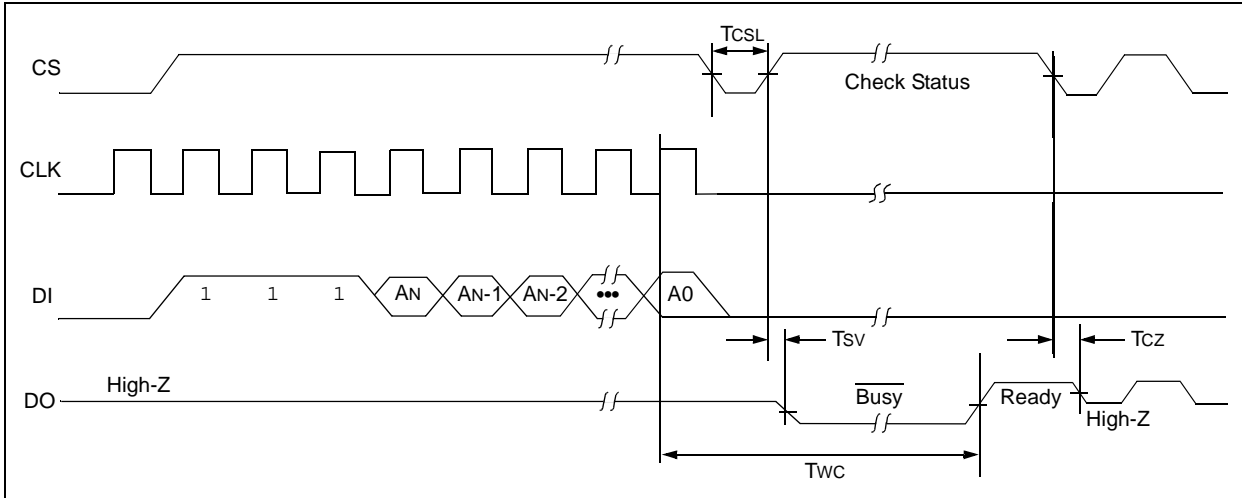 TCSL
CS
Check Status
CLK
DI
1 1 1 AN AN-1 AN-2 ••• A0
TSV
TCZ
High-Z
DO
Busy
Ready
High-Z
TWC